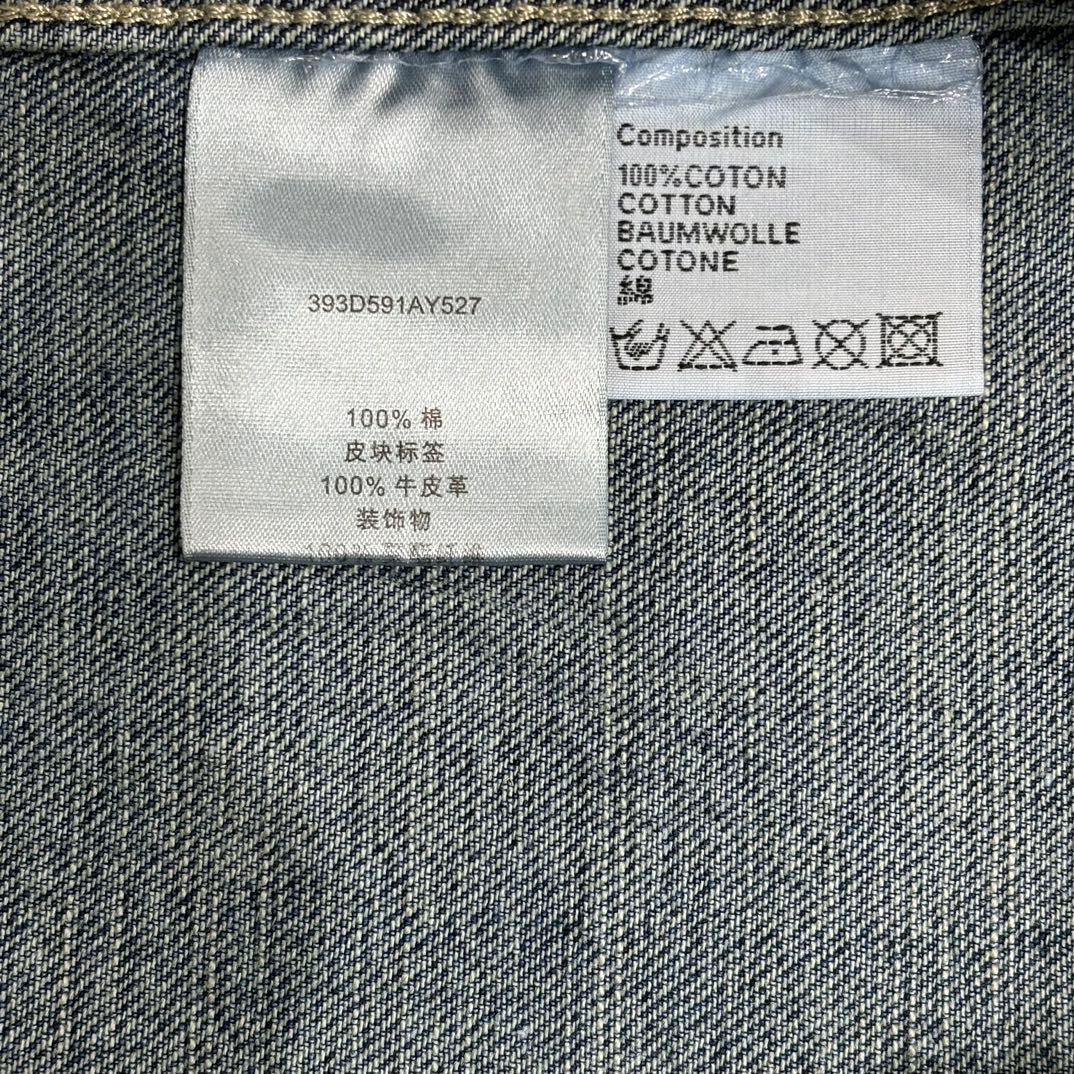 393D591AY527
100% 棉
皮块标签
100% 牛皮革
装饰物
Composition
100%COTON
COTTON
BAUMWOLLE
COTONE
綿